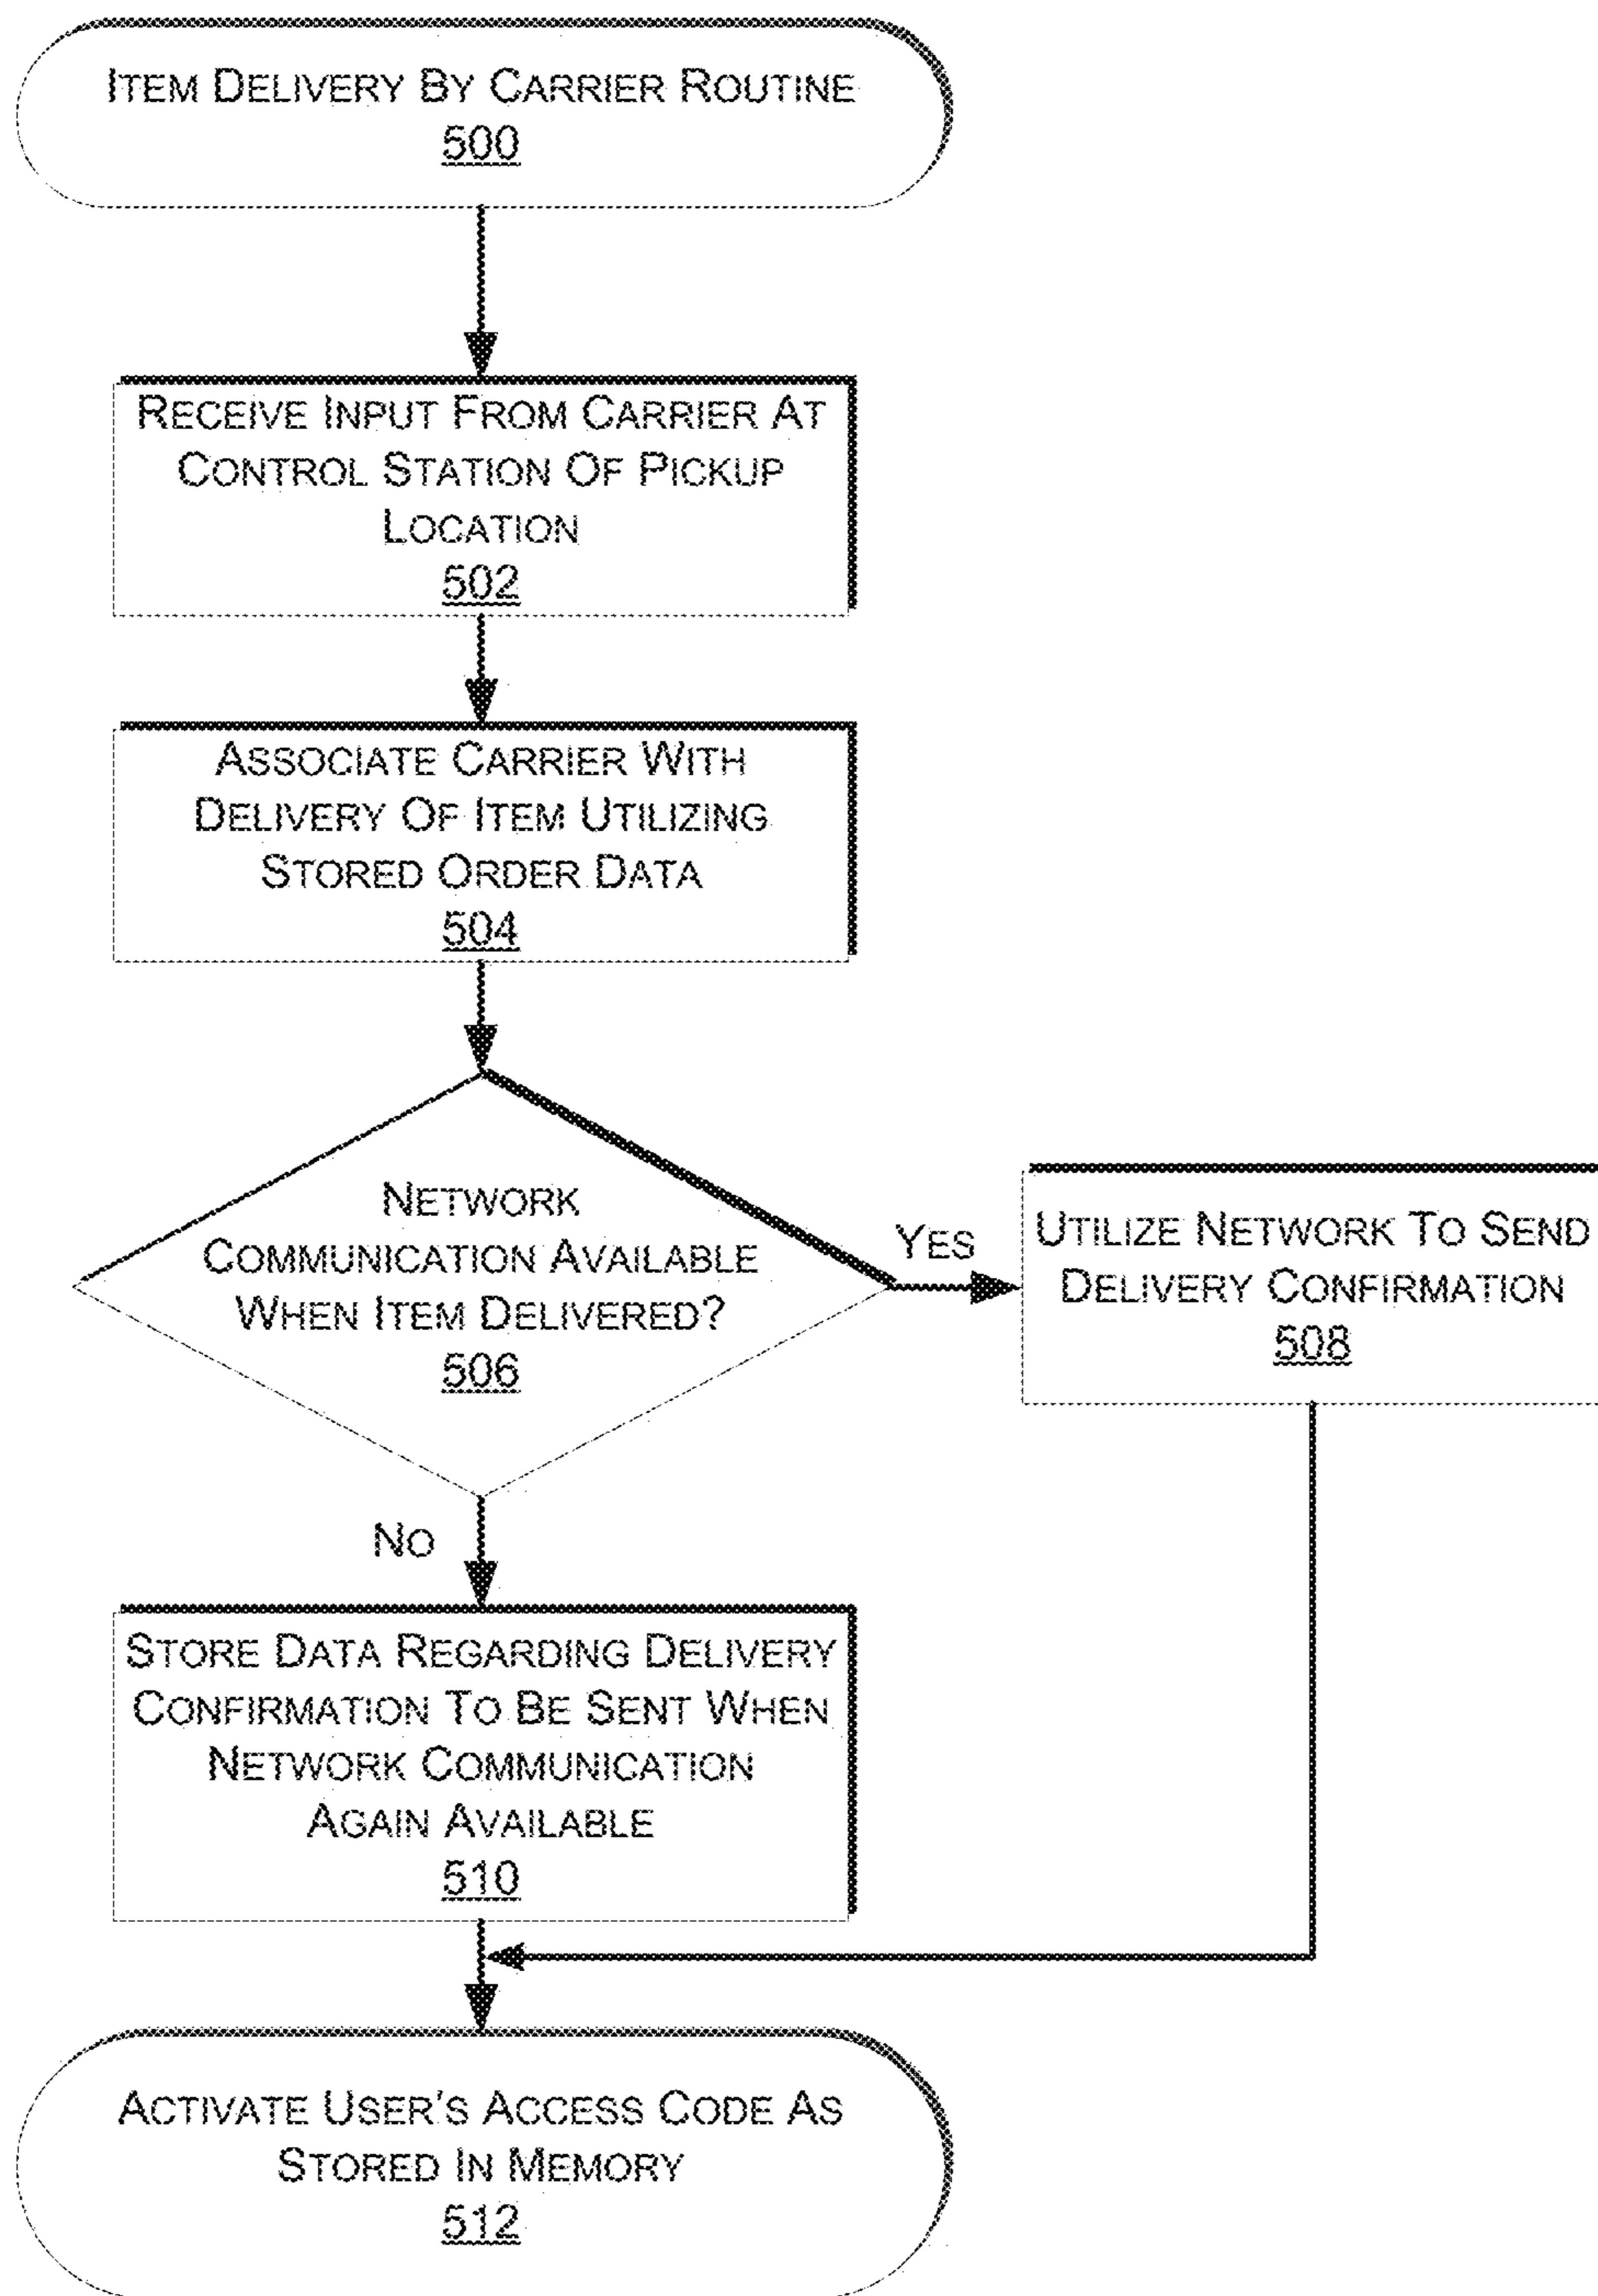 ITEM DELIVERY BY CARRIER ROUTINE
500
RECEIVE INPUT FROM CARRIER AT
CONTROL STATION OF PICKUP
LOCATION
502
ASSOCIATE CARRIER WITH
DELIVERY OF ITEM UTILIZING
STORED ORDER DATA
504
NETWORK
COMMUNICATION AVAILABLE
WHEN ITEM DELIVERED?
506
YES
UTILIZE NETWORK TO SEND
DELIVERY CONFIRMATION
508
NO
STORE DATA REGARDING DELIVERY
CONFIRMATION TO BE SENT WHEN
NETWORK COMMUNICATION
AGAIN AVAILABLE
510
ACTIVATE USER'S ACCESS CODE AS
STORED IN MEMORY
512